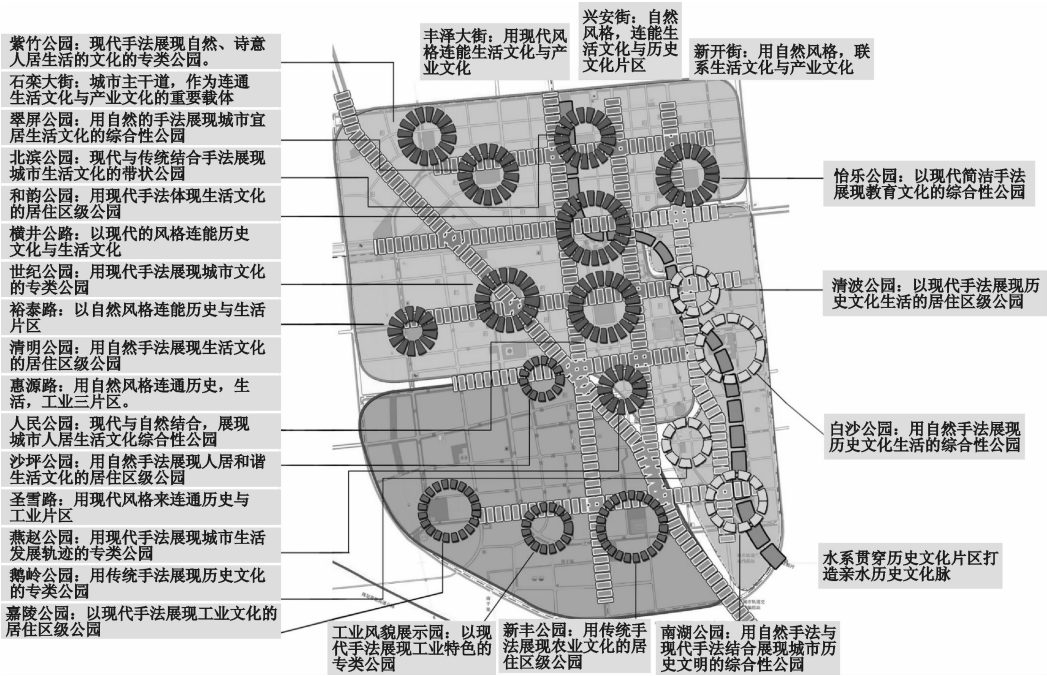 紫竹公园：现代手法展现自然、诗意
人居生活的文化的专类公园。
石栾大街：城市主干道，作为连通
生活文化与产业文化的重要载体
翠屏公园：用自然的手法展现城市宜
居生活文化的综合性公园
北滨公园：现代与传统结合手法展现
城市生活文化的带状公园
和韵公园：用现代手法体现生活文化
的居住区级公园
横井公路：以现代的风格连能历史
文化与生活文化
世纪公园：用现代手法展现城市文化
的专类公园
裕泰路：以自然风格连能历史与生活
片区
清明公园：用自然手法展现生活文化
的居住区级公园
惠源路：用自然风格连通历史，生
活，工业三片区。
人民公园：现代与自然结合，展现
城市人居生活文化综合性公园
沙坪公园：用自然手法展现人居和谐
生活文化的居住区级公园
圣雪路：用现代风格来连通历史与
工业片区
燕赵公园：用现代手法展现城市生活
发展轨迹的专类公园
鹅岭公园：用传统手法展现历史文化
的专类公园
嘉陵公园：以现代手法展现工业文化的
居住区级公园
丰泽大街：用现代风
格连能生活文化与产
业文化
兴安街：自然
风格，连能生
活文化与历史
文化片区
新开街：用自然风格，联
系生活文化与产业文化
怡乐公园：以现代简洁手法
展现教育文化的综合性公园
清波公园：以现代手法展现历
史文化生活的居住区级公园
白沙公园：用自然手法展现
历史文化生活的综合性公园
水系贯穿历史文化片区打
造亲水历史文化脉
工业风貌展示园：以现
代手法展现工业特色的
专类公园
新丰公园：用传统手
法展现农业文化的居
住区级公园
南湖公园：用自然手法与
现代手法结合展现城市历
史文明的综合性公园